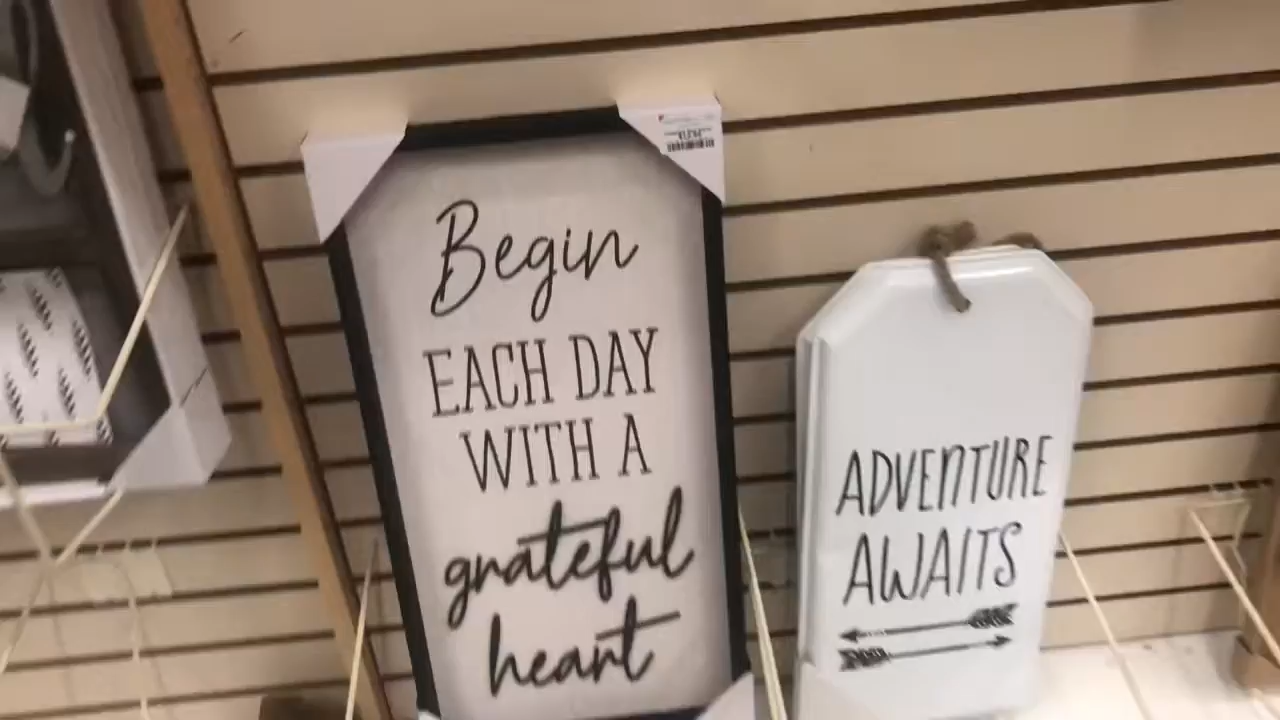 Begin
EACH DAY
WITH A
grateful
heart
ADVENTURE
AWAITS